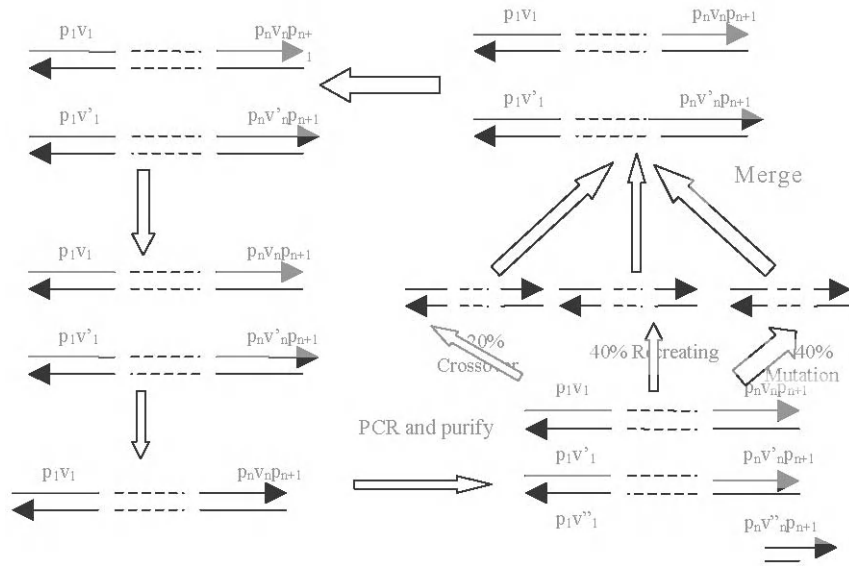 p₁v₁ pₙvₙpₙ₊₁
p₁v'₁ pₙv'ₙpₙ₊₁
p₁v₁ pₙvₙpₙ₊₁
p₁v'₁ pₙv'ₙpₙ₊₁
Merge
p₁v₁ pₙvₙpₙ₊₁
p₁v'₁ pₙv'ₙpₙ₊₁
20%
Crossover
40% Recreating
40%
Mutation
p₁v₁ pₙvₙpₙ₊₁
PCR and purify
p₁v₁ pₙvₙpₙ₊₁
p₁v'₁ pₙv'ₙpₙ₊₁
p₁v"₁ pₙv"ₙpₙ₊₁